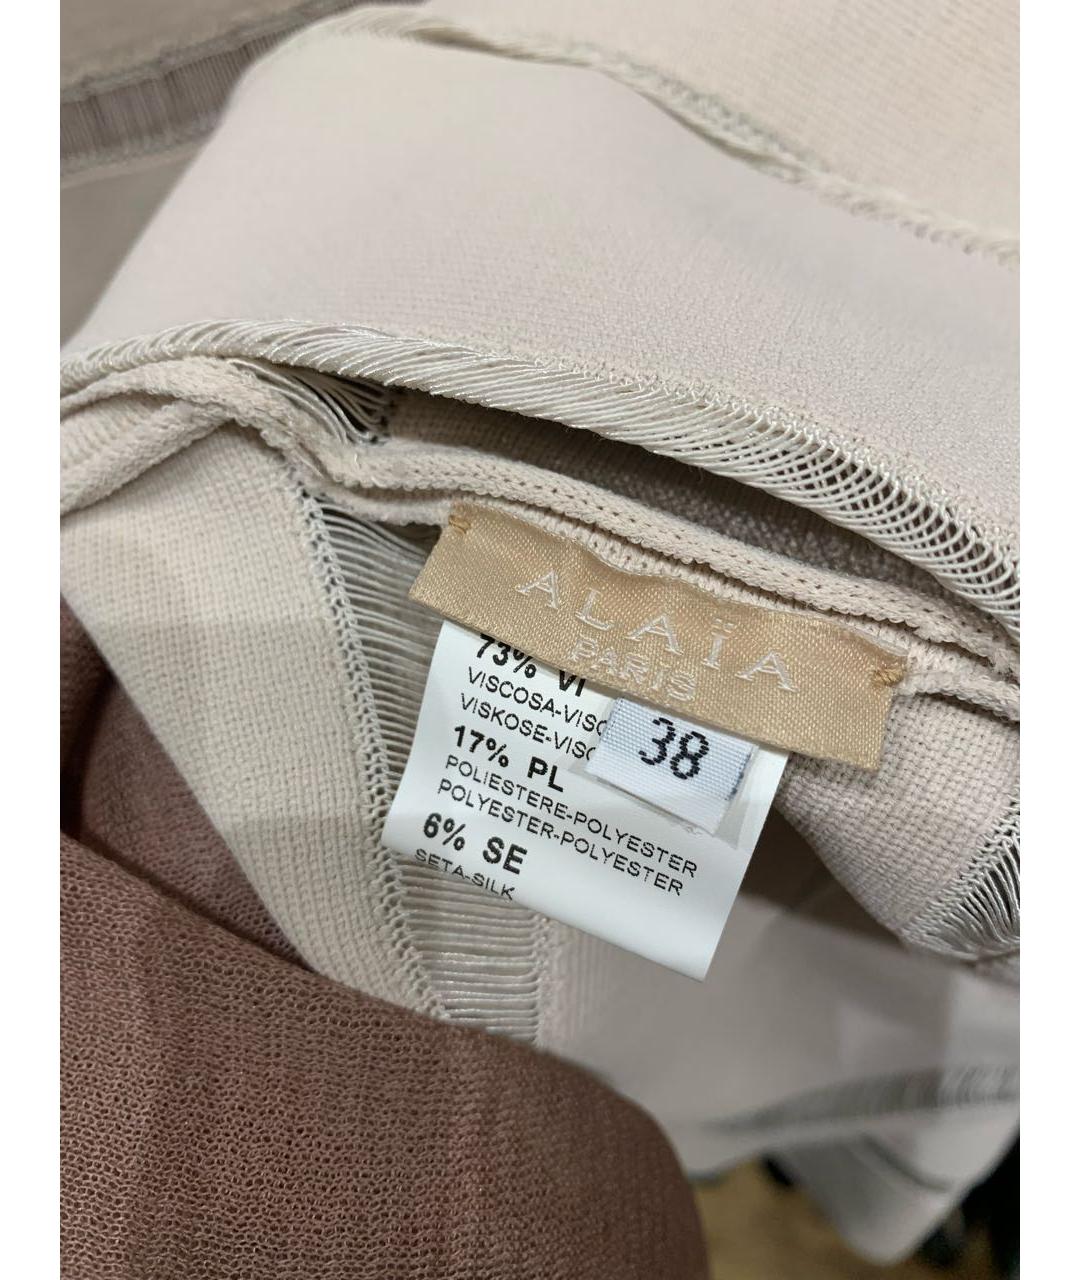 ALAÏA
PARIS
38
73% VI
VISCOSA-VISC
VISKOSE-VISC
17% PL
POLIESTERE-POLYESTER
POLYESTER-POLYESTER
6% SE
SETA-SILK